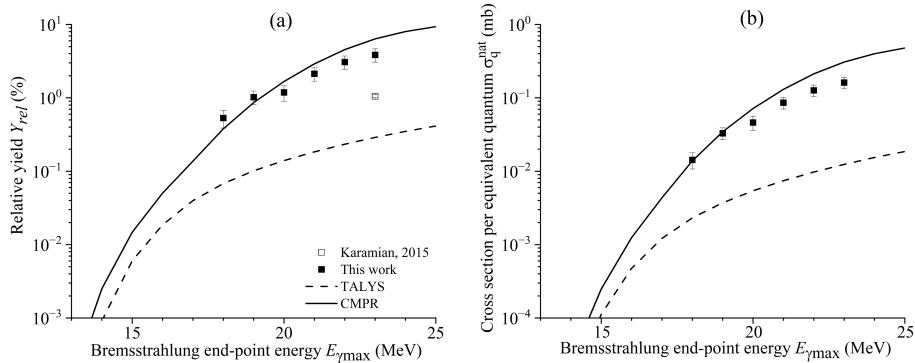 (a)
Relative yield Y_rel (%)
10^1
10^0
10^-1
10^-2
10^-3
15
20
25
Bremsstrahlung end-point energy E_γmax (MeV)
Karamian, 2015
This work
TALYS
CMPR
(b)
Cross section per equivalent quantum σ_q^nat (mb)
10^0
10^-1
10^-2
10^-3
10^-4
15
20
25
Bremsstrahlung end-point energy E_γmax (MeV)